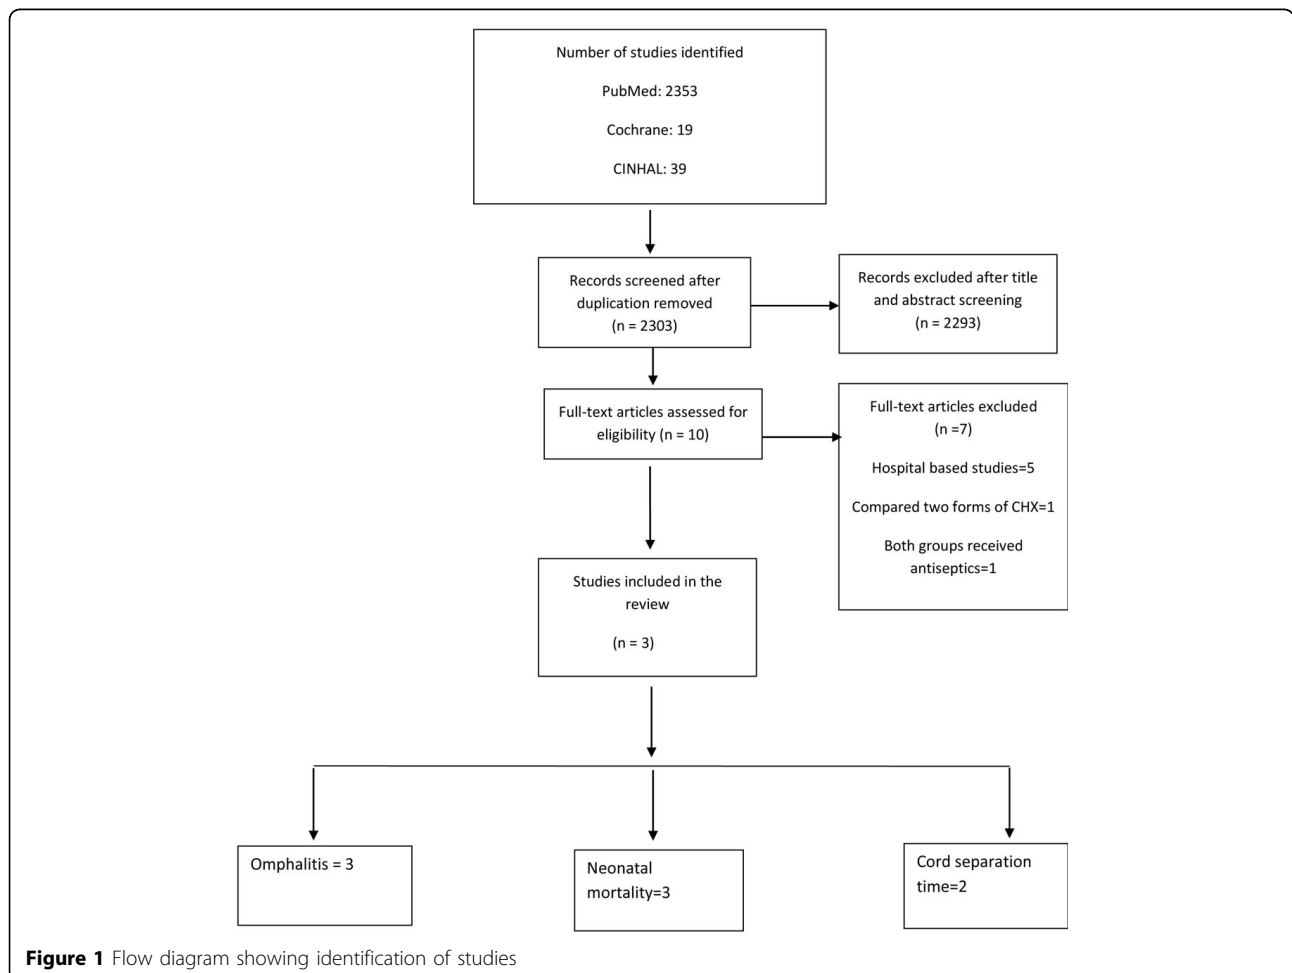 Number of studies identified
PubMed: 2353
Cochrane: 19
CINHAL: 39
Records screened after
duplication removed
(n = 2303)
Records excluded after title
and abstract screening
(n = 2293)
Full-text articles assessed for
eligibility (n = 10)
Full-text articles excluded
(n =7)
Hospital based studies=5
Compared two forms of CHX=1
Both groups received
antiseptics=1
Studies included in the
review
(n = 3)
Omphalitis = 3
Neonatal
mortality=3
Cord separation
time=2
Figure 1 Flow diagram showing identification of studies